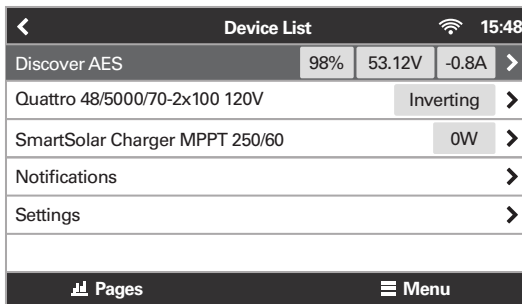 Device List 15:48
Discover AES 98% 53.12V -0.8A
Quattro 48/5000/70-2x100 120V Inverting
SmartSolar Charger MPPT 250/60 0W
Notifications
Settings
Pages Menu